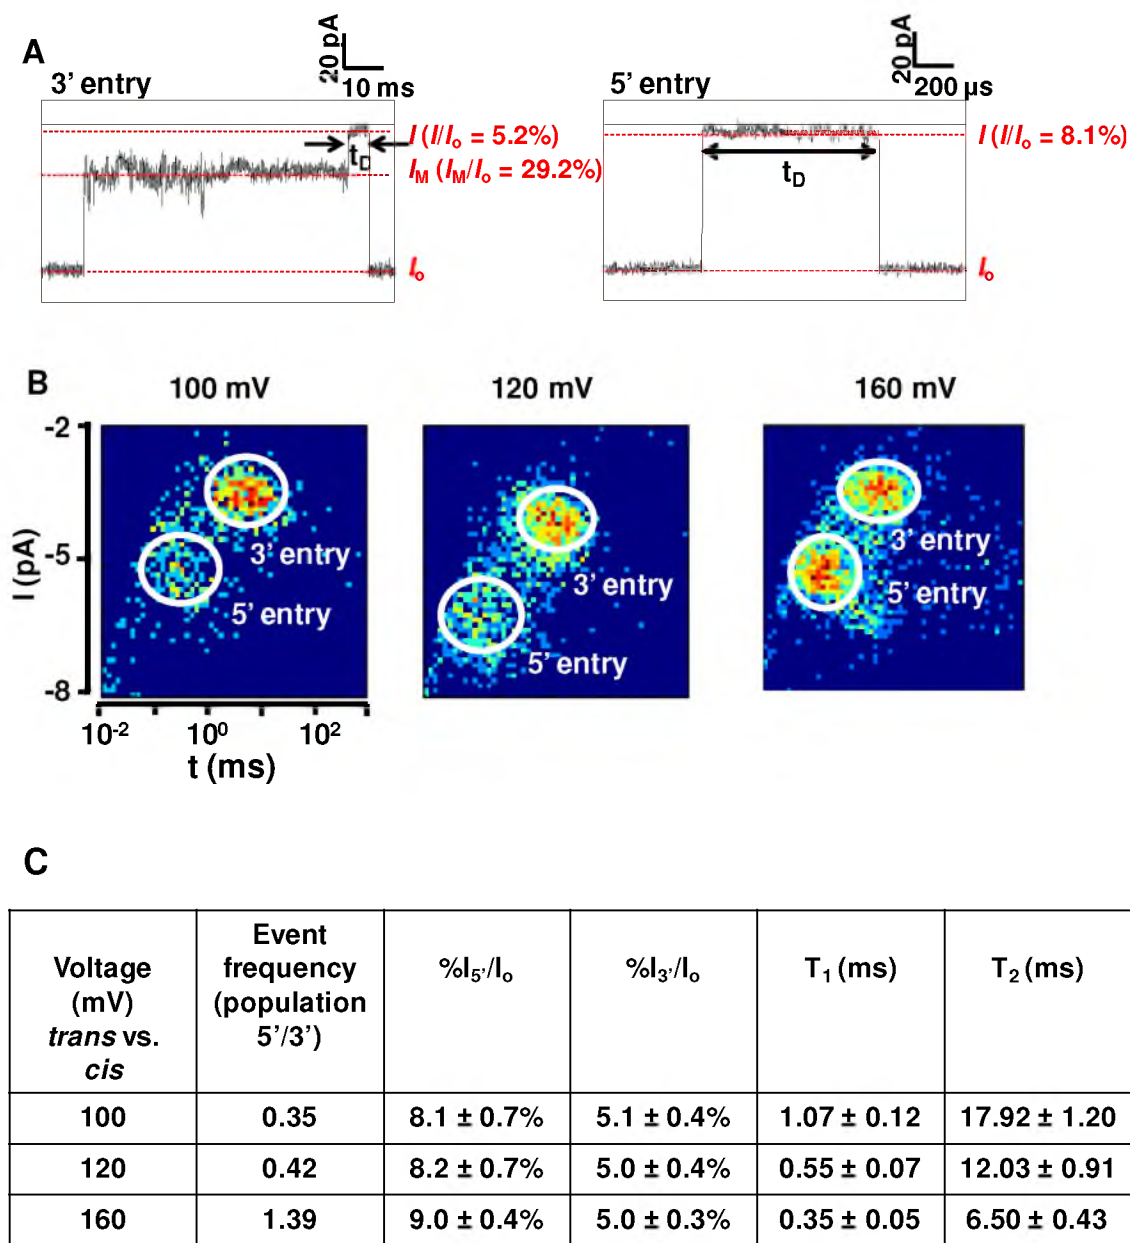 A
3’ entry
20 pA
10 ms
I (I/Io = 5.2%)
tD
IM (IM/Io = 29.2%)
Io
5’ entry
20 pA
200 µs
I (I/Io = 8.1%)
tD
Io
B
100 mV
120 mV
160 mV
-2
-5
-8
I (pA)
3’ entry
5’ entry
3’ entry
5’ entry
3’ entry
5’ entry
10-2
100
102
t (ms)
C
Voltage (mV) trans vs. cis
Event frequency (population 5’/3’)
%I5’/Io
%I3’/Io
T1 (ms)
T2 (ms)
100 0.35 8.1 ± 0.7% 5.1 ± 0.4% 1.07 ± 0.12 17.92 ± 1.20
120 0.42 8.2 ± 0.7% 5.0 ± 0.4% 0.55 ± 0.07 12.03 ± 0.91
160 1.39 9.0 ± 0.4% 5.0 ± 0.3% 0.35 ± 0.05 6.50 ± 0.43